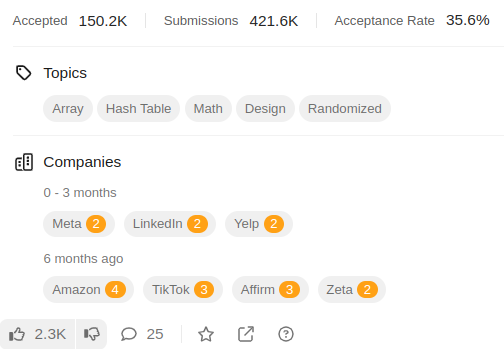 Accepted 150.2K Submissions 421.6K Acceptance Rate 35.6%
Topics
Array Hash Table Math Design Randomized
Companies
0 - 3 months
Meta 2 LinkedIn 2 Yelp 2
6 months ago
Amazon 4 TikTok 3 Affirm 3 Zeta 2
2.3K 25 ?